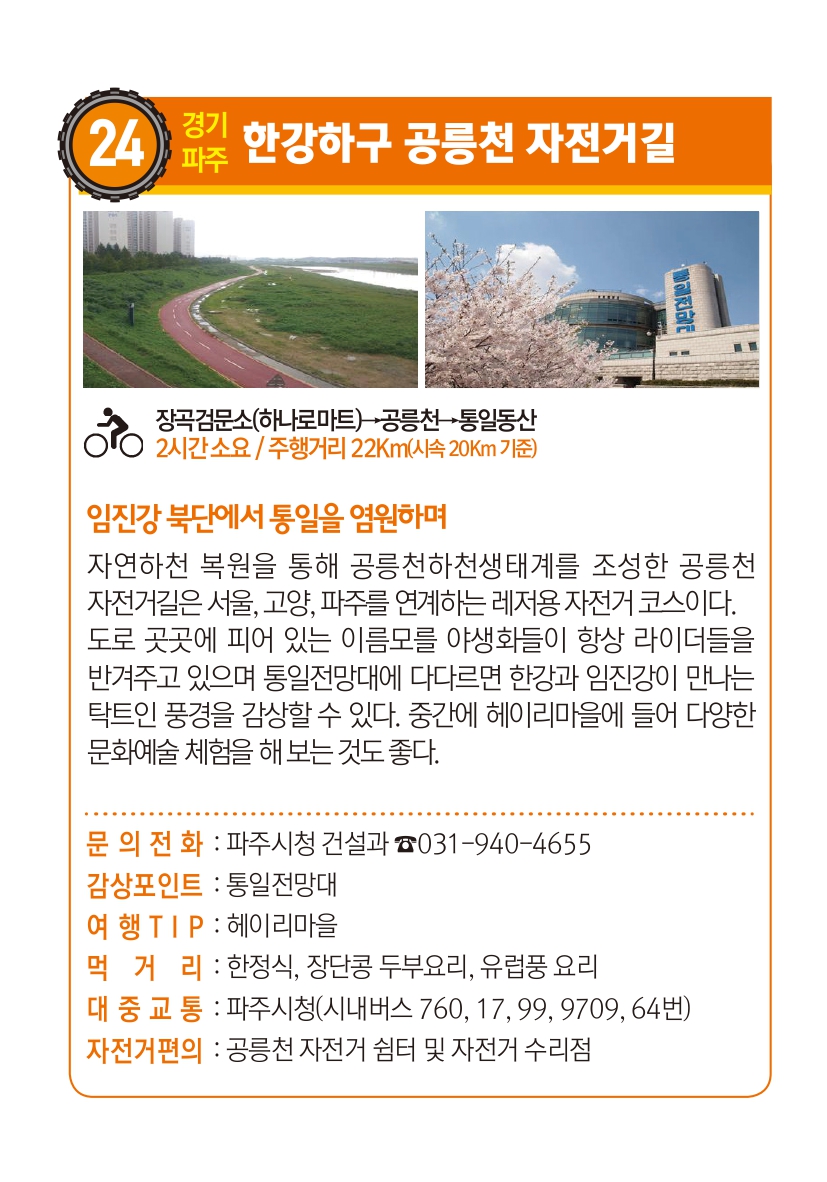 24 경기 파주 한강하구 공릉천 자전거길
통일전망대
장곡검문소(하나로마트)→공릉천→통일동산
2시간 소요 / 주행거리 22Km(시속 20Km 기준)
임진강 북단에서 통일을 염원하며
자연하천 복원을 통해 공릉천하천생태계를 조성한 공릉천
자전거길은 서울, 고양, 파주를 연계하는 레저용 자전거 코스이다.
도로 곳곳에 피어 있는 이름모를 야생화들이 항상 라이더들을
반겨주고 있으며 통일전망대에 다다르면 한강과 임진강이 만나는
탁트인 풍경을 감상할 수 있다. 중간에 헤이리마을에 들어 다양한
문화예술 체험을 해 보는 것도 좋다.
문의전화 : 파주시청 건설과 ☎031-940-4655
감상포인트 : 통일전망대
여행TIP : 헤이리마을
먹거리 : 한정식, 장단콩 두부요리, 유럽풍 요리
대중교통 : 파주시청(시내버스 760, 17, 99, 9709, 64번)
자전거편의 : 공릉천 자전거 쉼터 및 자전거 수리점